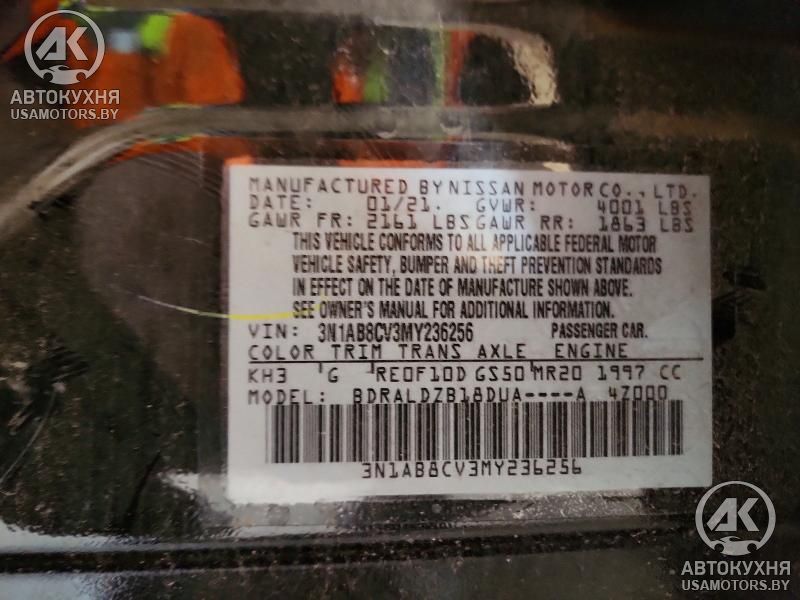 АК
АВТОКУХНЯ
USAMOTORS.BY
MANUFACTURED BY NISSAN MOTOR CO., LTD.
DATE: 01/21. GVWR: 4001 LBS
GAWR FR: 2161 LBS GAWR RR: 1863 LBS
THIS VEHICLE CONFORMS TO ALL APPLICABLE FEDERAL MOTOR
VEHICLE SAFETY, BUMPER AND THEFT PREVENTION STANDARDS
IN EFFECT ON THE DATE OF MANUFACTURE SHOWN ABOVE.
SEE OWNER'S MANUAL FOR ADDITIONAL INFORMATION.
VIN: 3N1AB8CV3MY236256 PASSENGER CAR.
COLOR TRIM TRANS AXLE ENGINE
KH3 G RE0F10D GS50 MR20 1997 CC
MODEL: BDRALDZB18DUA----A 4Z000
3N1AB8CV3MY236256
АК
АВТОКУХНЯ
USAMOTORS.BY